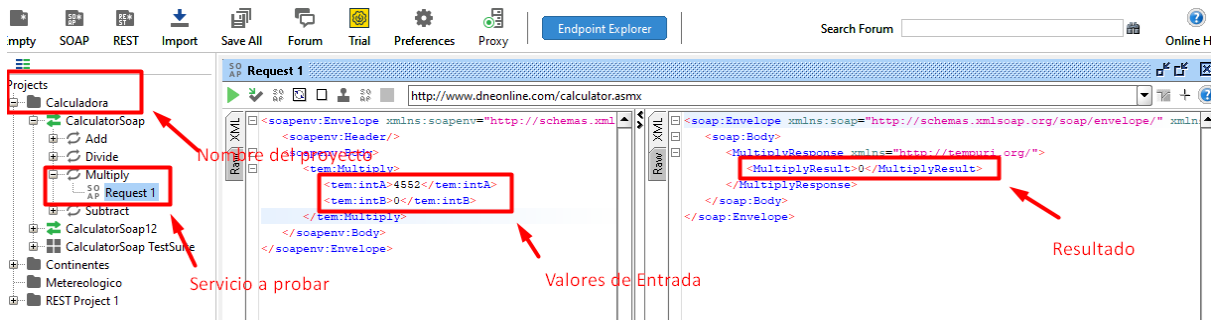 Empty SOAP REST Import Save All Forum Trial Preferences Proxy Endpoint Explorer Search Forum Online H
Projects
Calculadora
CalculatorSoap
Add
Divide
Multiply
SO AP Request 1
Subtract
CalculatorSoap12
CalculatorSoap TestSuite
Continentes
Metereologico
REST Project 1
Nombre del proyecto
Servicio a probar
SO AP Request 1
http://www.dneonline.com/calculator.asmx
XML
Raw
<soapenv:Envelope xmlns:soapenv="http://schemas.xml
<soapenv:Header/>
<soapenv:Body>
<tem:Multiply>
<tem:intA>4552</tem:intA>
<tem:intB>0</tem:intB>
</tem:Multiply>
</soapenv:Body>
</soapenv:Envelope>
Valores de Entrada
XML
Raw
<soap:Envelope xmlns:soap="http://schemas.xmlsoap.org/soap/envelope/" xmln
<soap:Body>
<MultiplyResponse xmlns="http://tempuri.org/">
<MultiplyResult>0</MultiplyResult>
</MultiplyResponse>
</soap:Body>
</soap:Envelope>
Resultado